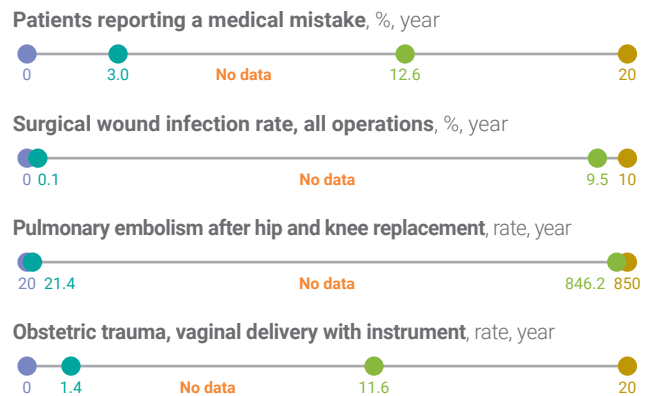 Patients reporting a medical mistake, %, year
0 3.0 No data 12.6 20
Surgical wound infection rate, all operations, %, year
0 0.1 No data 9.5 10
Pulmonary embolism after hip and knee replacement, rate, year
20 21.4 No data 846.2 850
Obstetric trauma, vaginal delivery with instrument, rate, year
0 1.4 No data 11.6 20